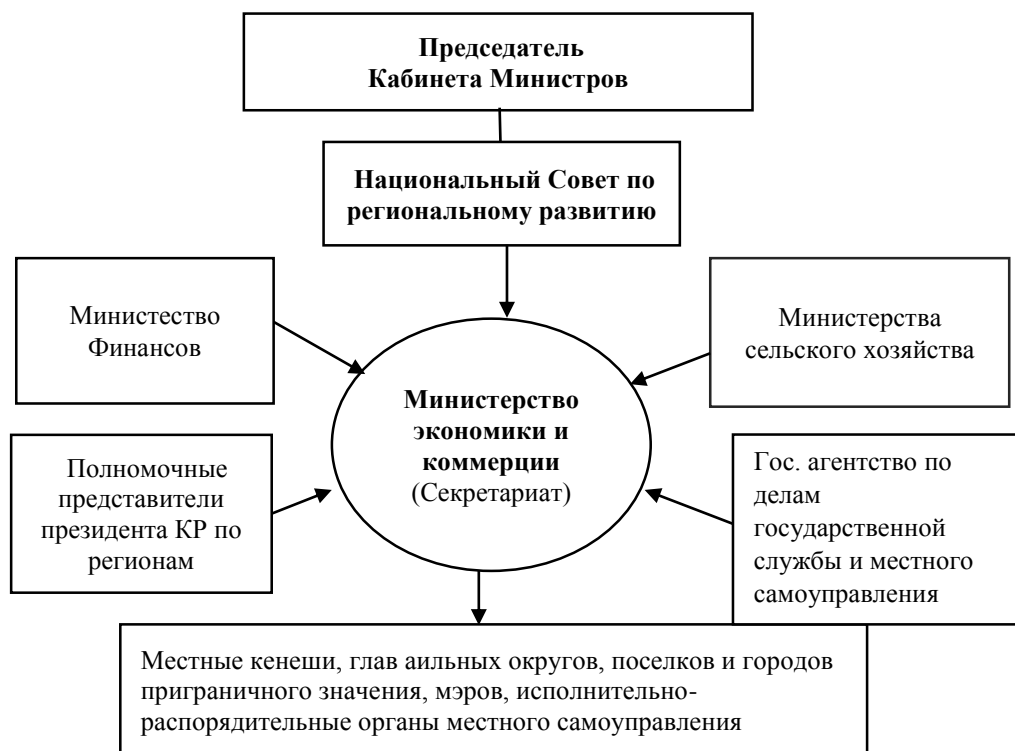 Председатель
Кабинета Министров
Национальный Совет по
региональному развитию
Министество
Финансов
Министерства
сельского хозяйства
Министерство
экономики и
коммерции
(Секретариат)
Полномочные
представители
президента КР по
регионам
Гос. агентство по
делам
государственной
службы и местного
самоуправления
Местные кенеши, глав аильных округов, поселков и городов
приграничного значения, мэров, исполнительно-
распорядительные органы местного самоуправления